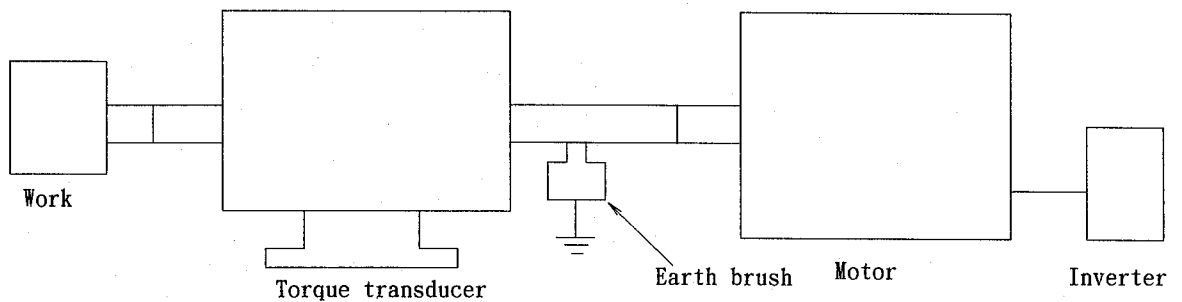 Work
Torque transducer
Earth brush
Motor
Inverter